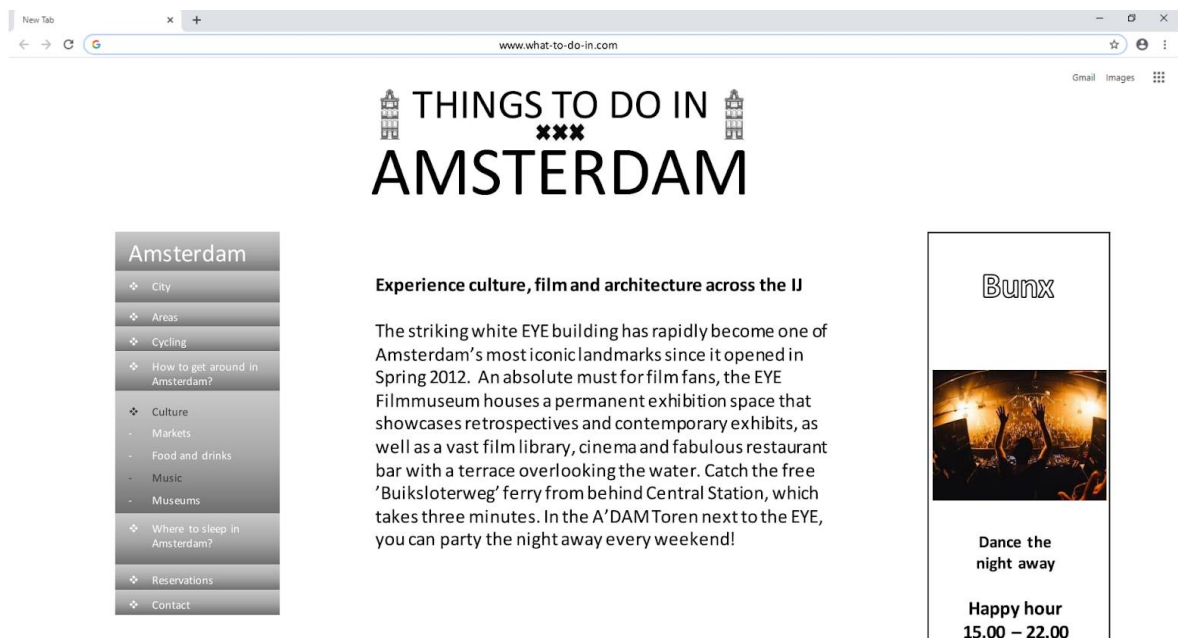 New Tab
www.what-to-do-in.com
Gmail Images
THINGS TO DO IN
XXX
AMSTERDAM
Amsterdam
City
Areas
Cycling
How to get around in
Amsterdam?
Culture
- Markets
- Food and drinks
- Music
- Museums
Where to sleep in
Amsterdam?
Reservations
Contact
Experience culture, film and architecture across the IJ
The striking white EYE building has rapidly become one of
Amsterdam’s most iconic landmarks since it opened in
Spring 2012. An absolute must for film fans, the EYE
Filmmuseum houses a permanent exhibition space that
showcases retrospectives and contemporary exhibits, as
well as a vast film library, cinema and fabulous restaurant
bar with a terrace overlooking the water. Catch the free
’Buiksloterweg’ ferry from behind Central Station, which
takes three minutes. In the A’DAM Toren next to the EYE,
you can party the night away every weekend!
Bunx
Dance the
night away
Happy hour
15.00 – 22.00